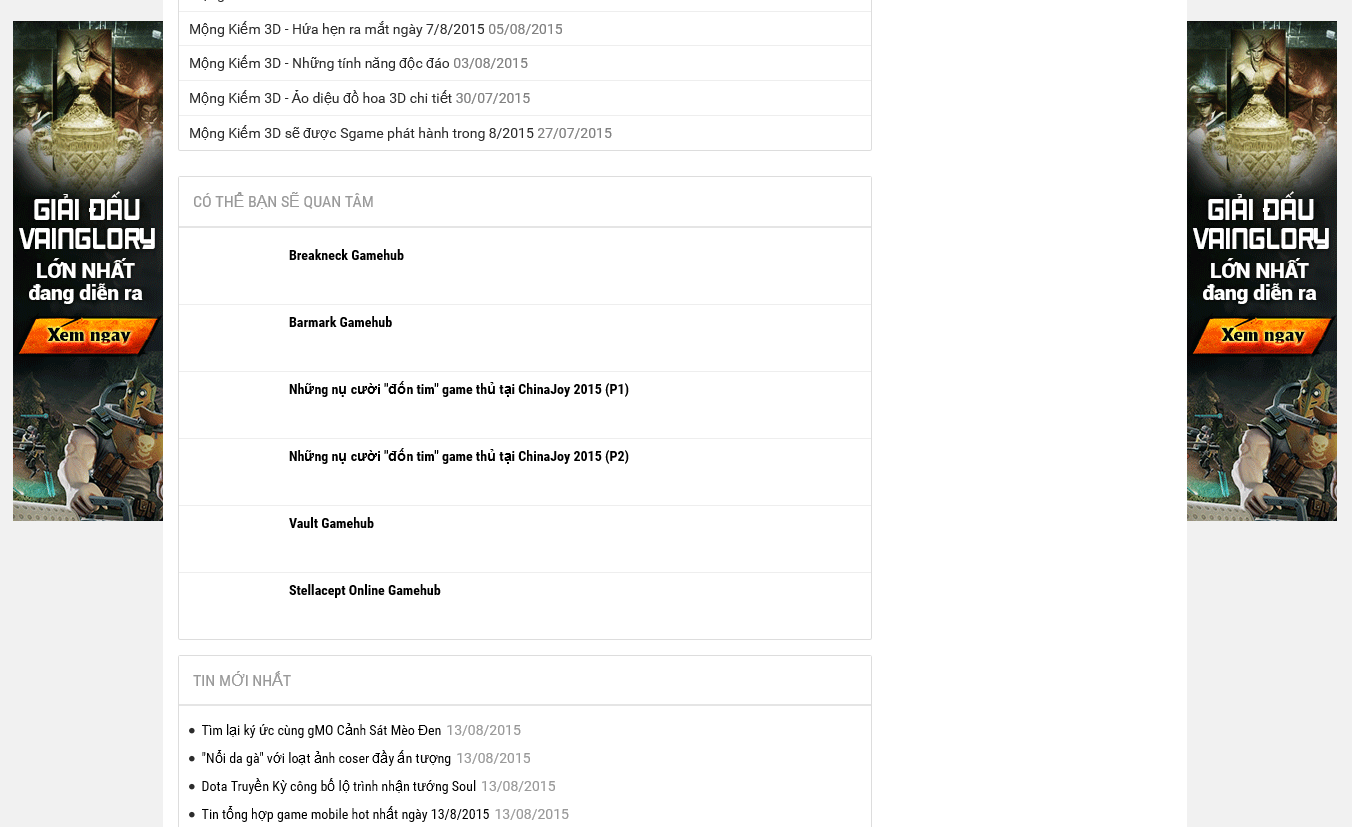 Mộng Kiếm 3D - Hứa hẹn ra mắt ngày 7/8/2015 05/08/2015
Mộng Kiếm 3D - Những tính năng độc đáo 03/08/2015
Mộng Kiếm 3D - Ảo diệu đồ hoa 3D chi tiết 30/07/2015
Mộng Kiếm 3D sẽ được Sgame phát hành trong 8/2015 27/07/2015
CÓ THỂ BẠN SẼ QUAN TÂM
Breakneck Gamehub
Barmark Gamehub
Những nụ cười "đốn tim" game thủ tại ChinaJoy 2015 (P1)
Những nụ cười "đốn tim" game thủ tại ChinaJoy 2015 (P2)
Vault Gamehub
Stellacept Online Gamehub
TIN MỚI NHẤT
Tìm lại ký ức cùng gMO Cảnh Sát Mèo Đen 13/08/2015
"Nổi da gà" với loạt ảnh coser đầy ấn tượng 13/08/2015
Dota Truyền Kỳ công bố lộ trình nhận tướng Soul 13/08/2015
Tin tổng hợp game mobile hot nhất ngày 13/8/2015 13/08/2015
GIẢI ĐẤU
VAINGLORY
LỚN NHẤT
đang diễn ra
Xem ngay
GIẢI ĐẤU
VAINGLORY
LỚN NHẤT
đang diễn ra
Xem ngay